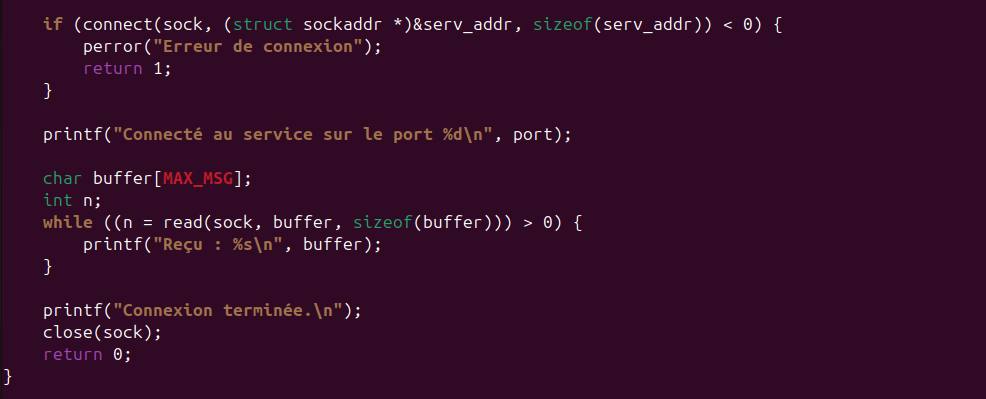 if (connect(sock, (struct sockaddr *)&serv_addr, sizeof(serv_addr)) < 0) {
        perror("Erreur de connexion");
        return 1;
    }

    printf("Connecté au service sur le port %d\n", port);

    char buffer[MAX_MSG];
    int n;
    while ((n = read(sock, buffer, sizeof(buffer))) > 0) {
        printf("Reçu : %s\n", buffer);
    }

    printf("Connexion terminée.\n");
    close(sock);
    return 0;
}